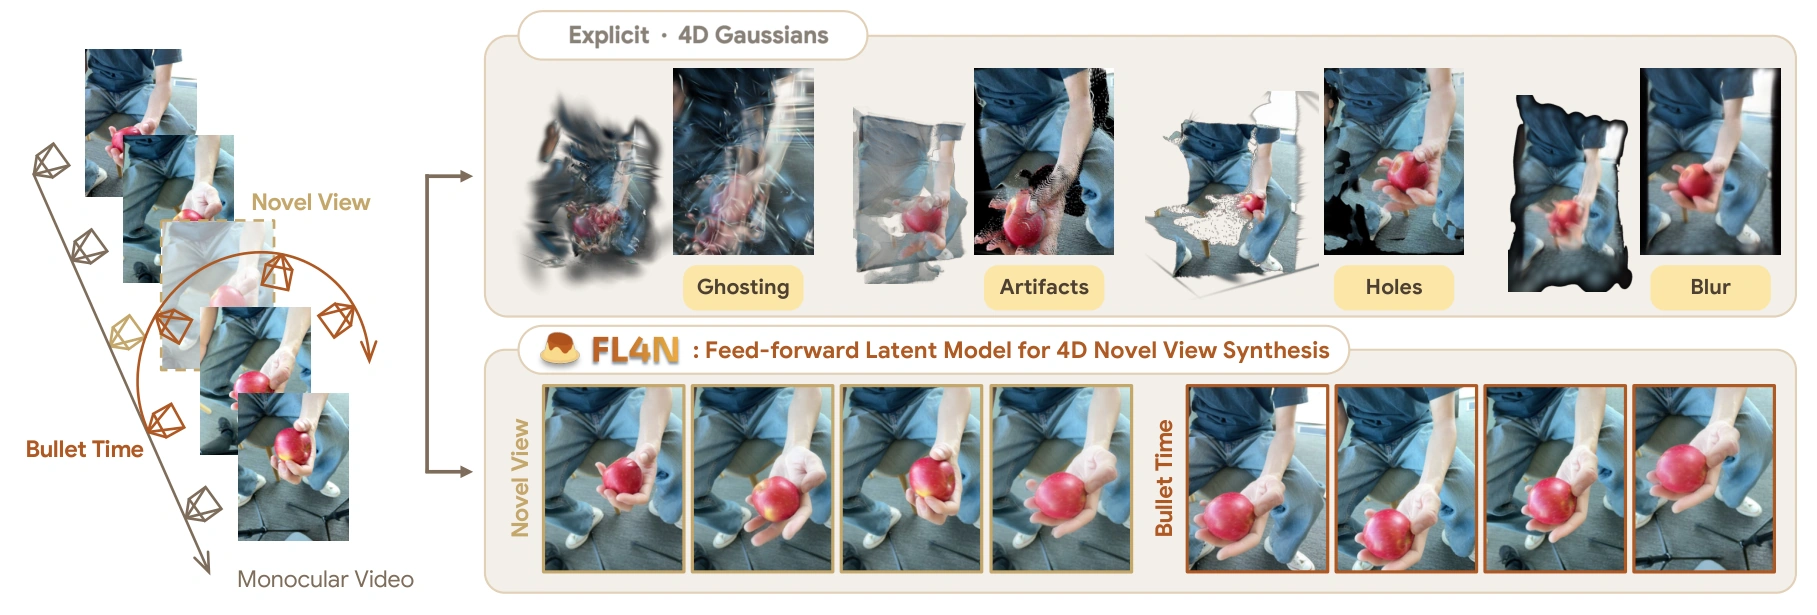 Novel View
Bullet Time
Monocular Video
Explicit · 4D Gaussians
Ghosting
Artifacts
Holes
Blur
FL4N : Feed-forward Latent Model for 4D Novel View Synthesis
Novel View
Bullet Time